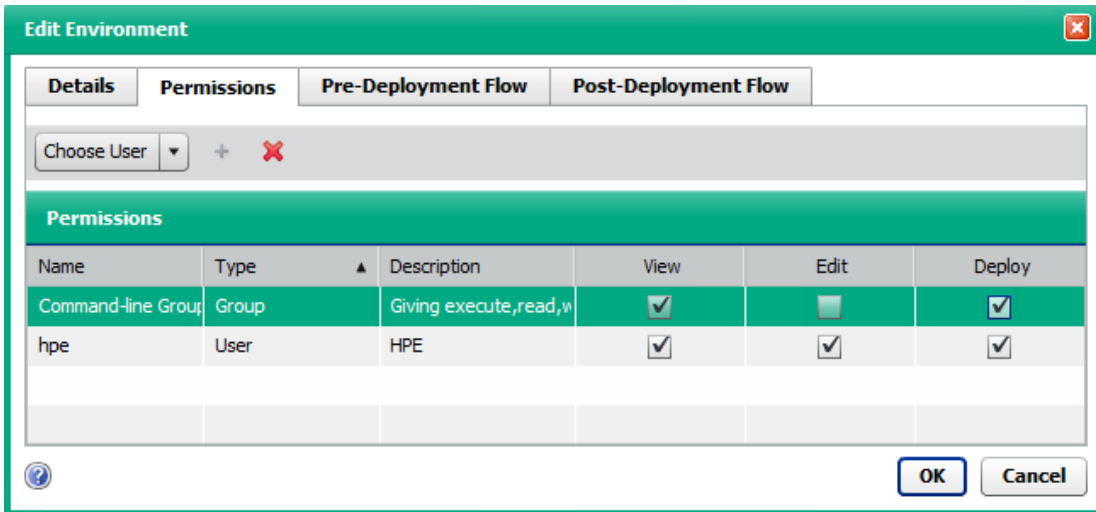 Edit Environment
Details Permissions Pre-Deployment Flow Post-Deployment Flow
Choose User
Permissions
Name Type Description View Edit Deploy
Command-line Group Group Giving execute,read,w
hpe User HPE
OK Cancel